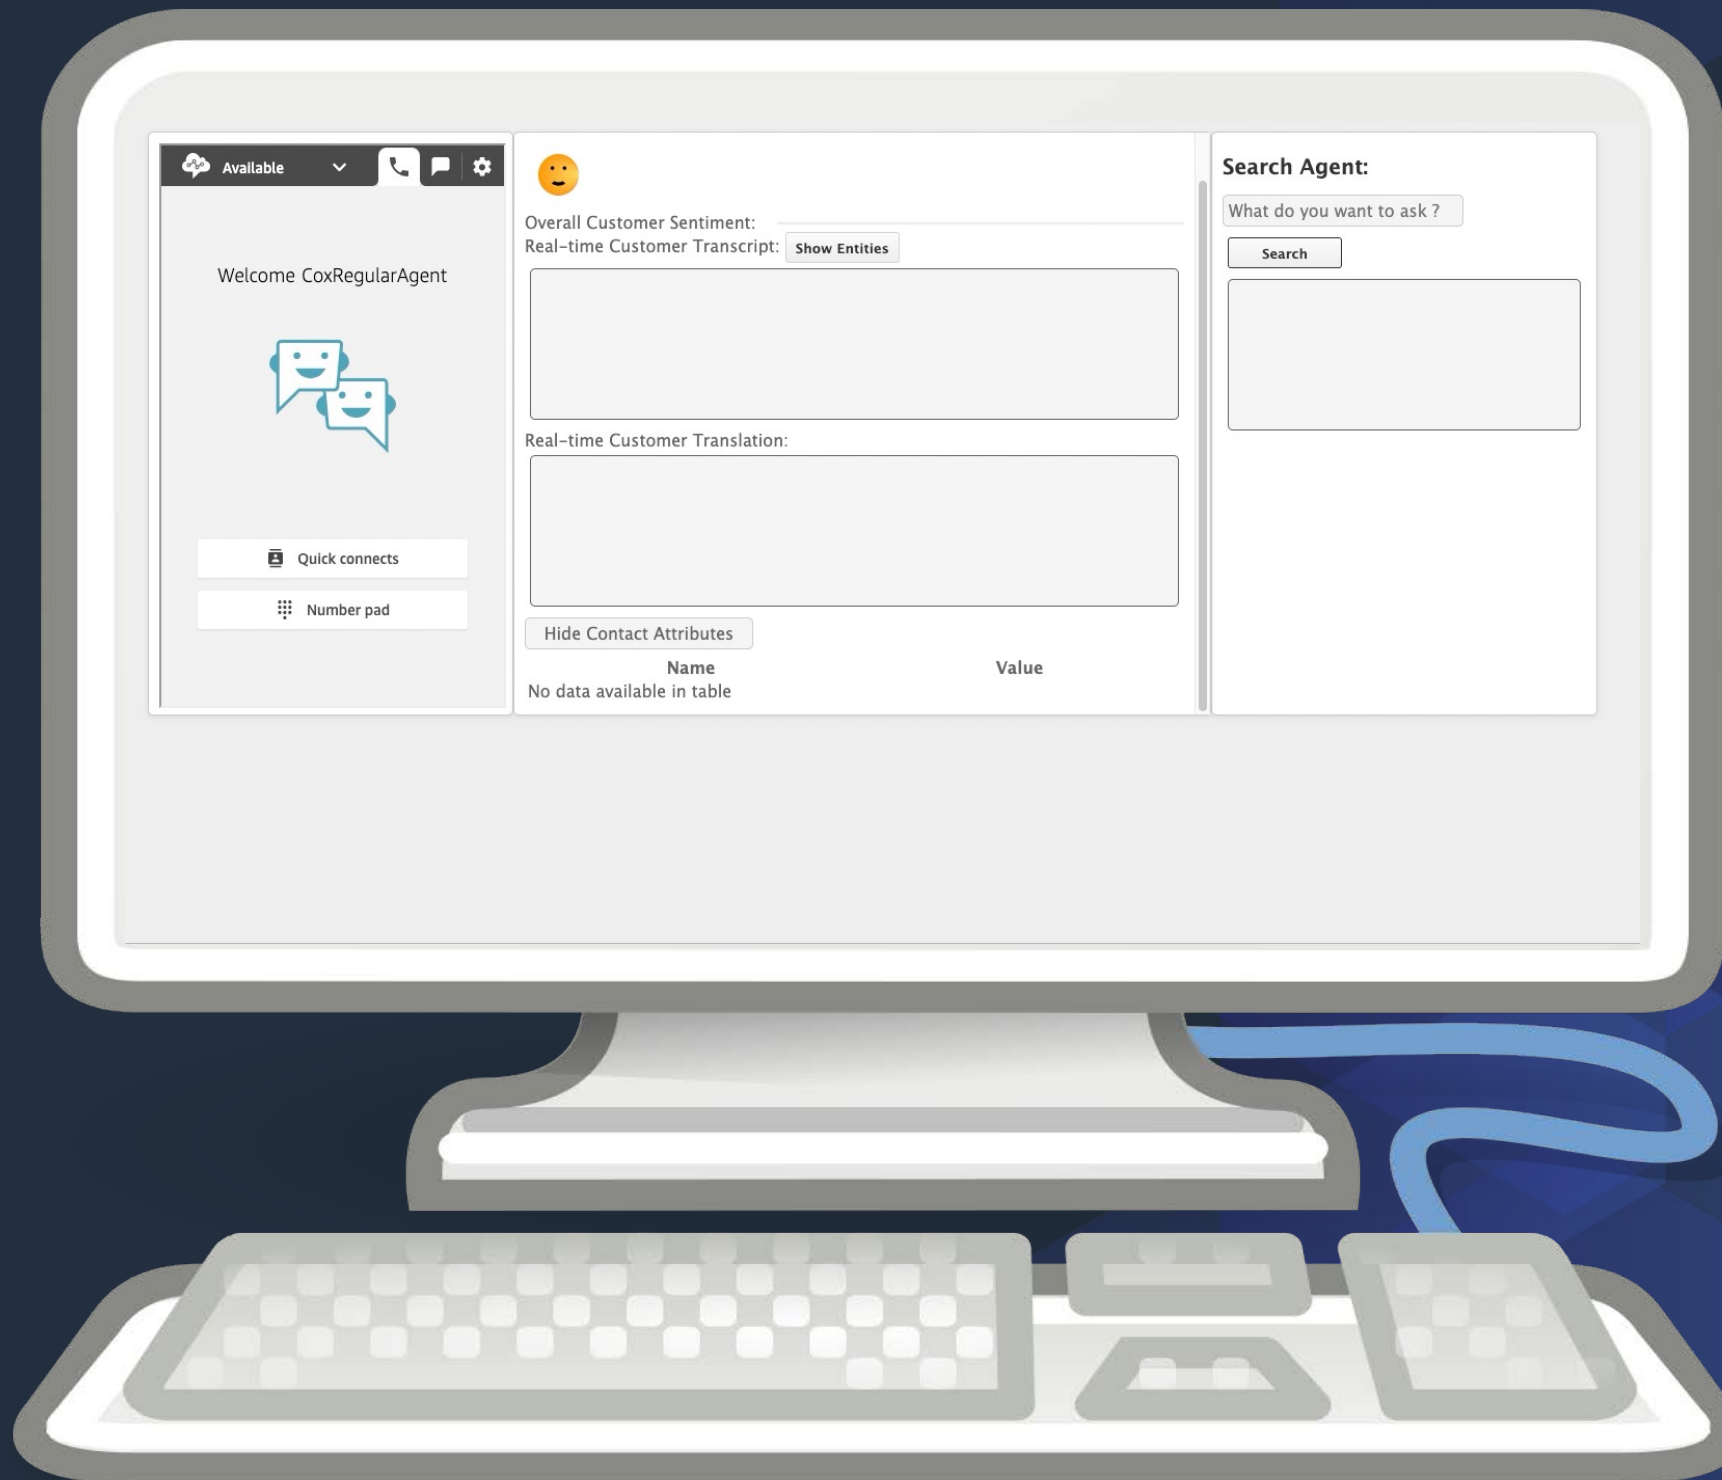 Available
Welcome CoxRegularAgent
Quick connects
Number pad
Overall Customer Sentiment:
Real-time Customer Transcript: Show Entities
Real-time Customer Translation:
Hide Contact Attributes
Name Value
No data available in table
Search Agent:
What do you want to ask ?
Search